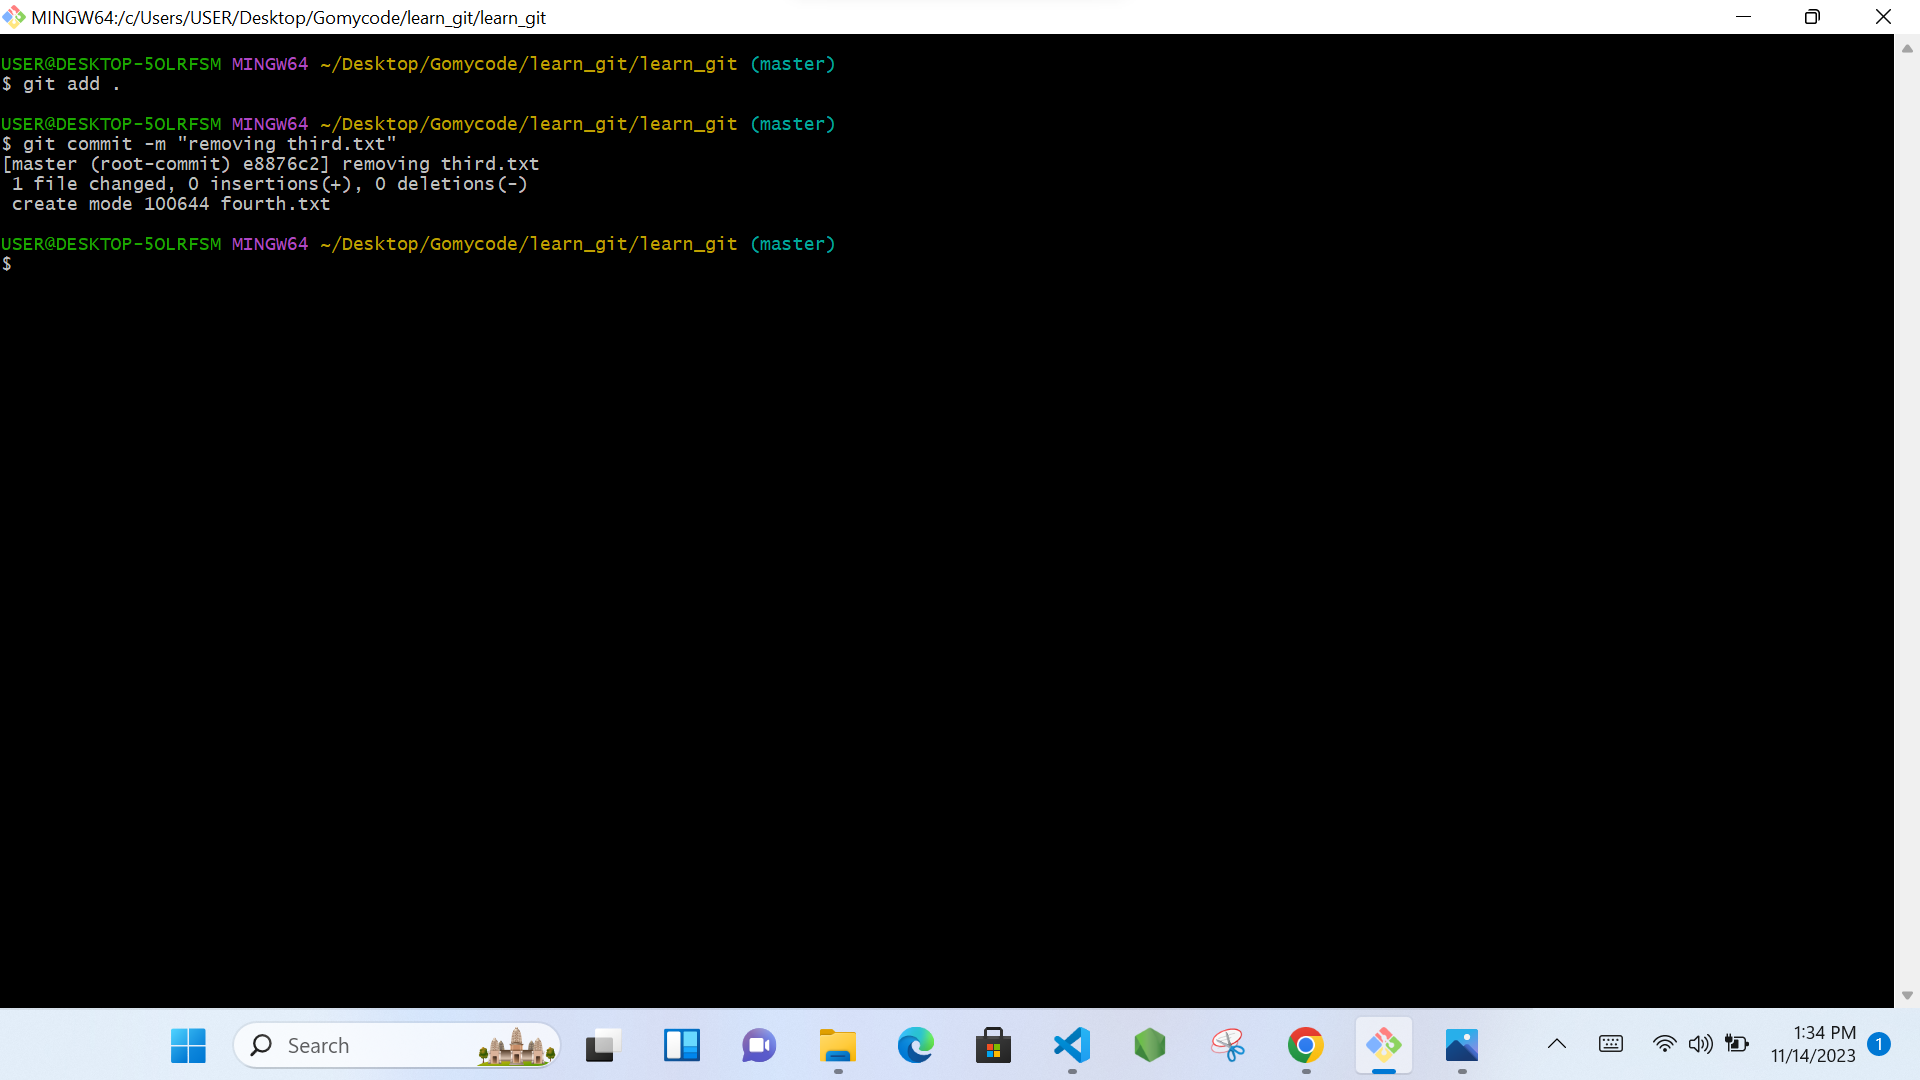 MINGW64:/c/Users/USER/Desktop/Gomycode/learn_git/learn_git
USER@DESKTOP-5OLRFSM MINGW64 ~/Desktop/Gomycode/learn_git/learn_git (master)
$ git add .
USER@DESKTOP-5OLRFSM MINGW64 ~/Desktop/Gomycode/learn_git/learn_git (master)
$ git commit -m "removing third.txt"
[master (root-commit) e8876c2] removing third.txt
1 file changed, 0 insertions(+), 0 deletions(-)
create mode 100644 fourth.txt
USER@DESKTOP-5OLRFSM MINGW64 ~/Desktop/Gomycode/learn_git/learn_git (master)
$
Search
1:34 PM
11/14/2023
1